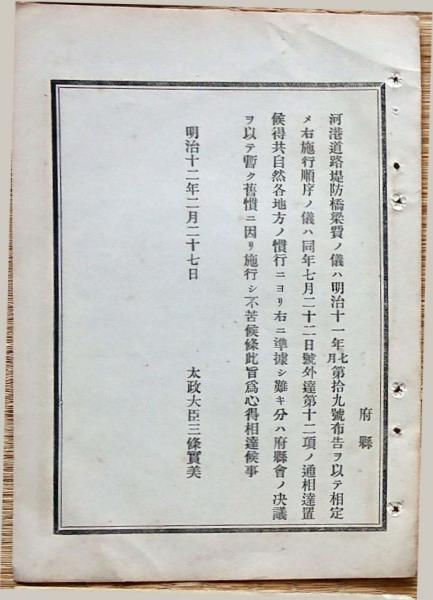 府縣
河港道路堤防橋梁費ノ儀ハ明治十一年七月第拾九號布告ヲ以テ相定
メ右施行順序ノ儀ハ同年七月二十二日號外達第十二項ノ通相達置
候得共自然各地方ノ慣行ニヨリ右ニ準據シ難キ分ハ府縣會ノ决議
ヲ以テ暫ク舊慣ニ因リ施行シ不苦候條此旨爲心得相達候事
明治十二年二月二十七日
太政大臣三條實美